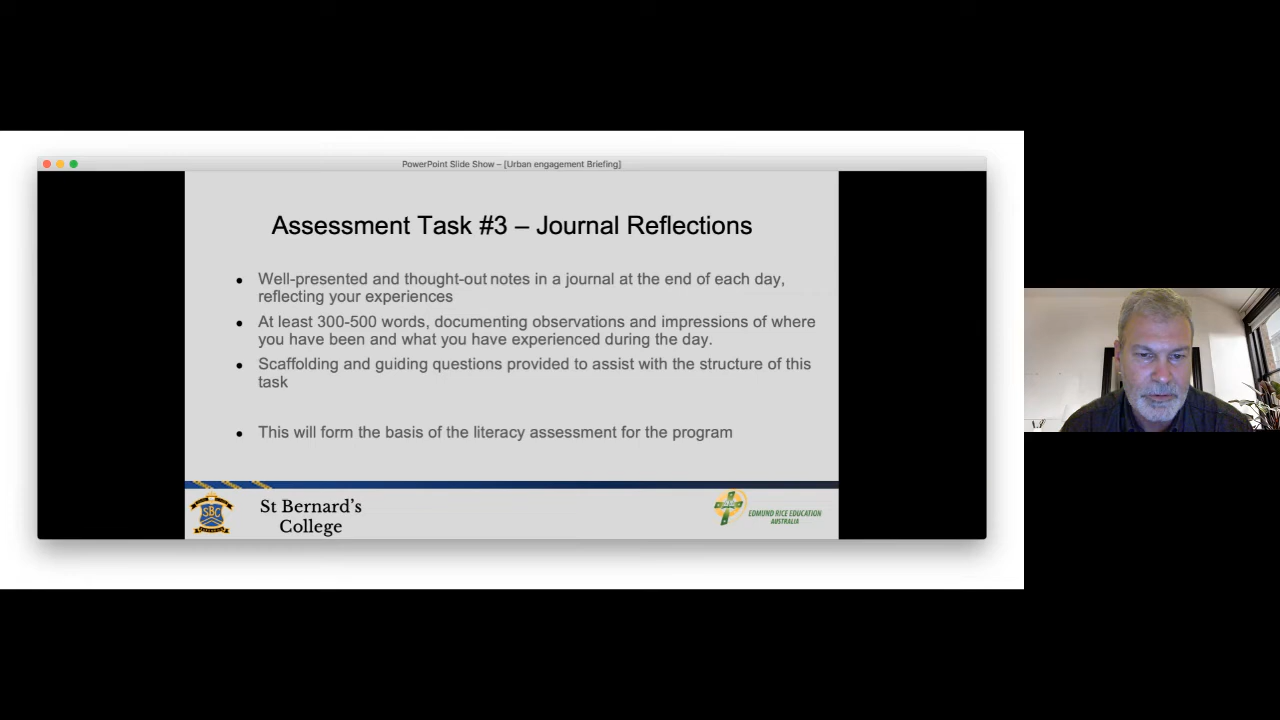 PowerPoint Slide Show – [Urban engagement Briefing]
Assessment Task #3 – Journal Reflections
• Well-presented and thought-out notes in a journal at the end of each day,
reflecting your experiences
• At least 300-500 words, documenting observations and impressions of where
you have been and what you have experienced during the day.
• Scaffolding and guiding questions provided to assist with the structure of this
task
• This will form the basis of the literacy assessment for the program
SBC
St Bernard’s
College
EDMUND RICE EDUCATION
AUSTRALIA